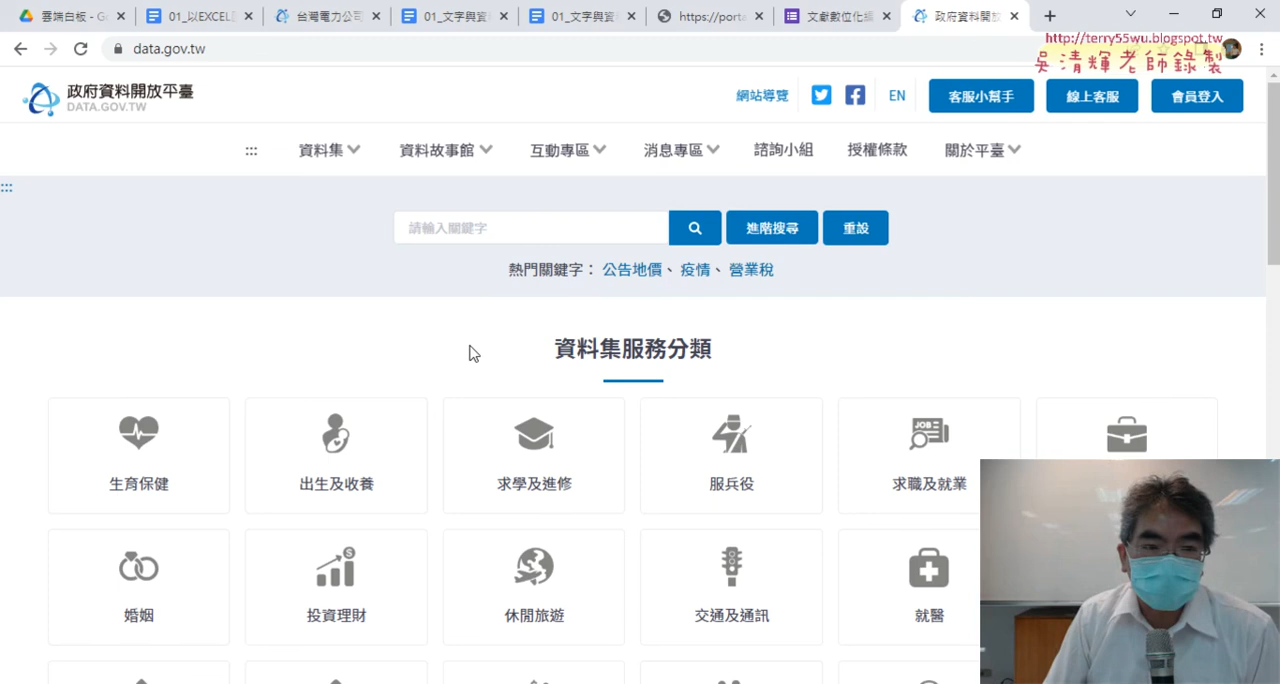 雲端白板 - G
01_以EXCEL
台灣電力公司
01_文字與資
01_文字與資
https://porta
文獻數位化
政府資料開放
data.gov.tw
http://terry55wu.blogspot.tw
吳清輝老師錄製
政府資料開放平臺
DATA.GOV.TW
網站導覽
EN
客服小幫手
線上客服
會員登入
:::
資料集
資料故事館
互動專區
消息專區
諮詢小組
授權條款
關於平臺
:::
請輸入關鍵字
進階搜尋
重設
熱門關鍵字： 公告地價、 疫情、 營業稅
資料集服務分類
生育保健
出生及收養
求學及進修
服兵役
JOB
求職及就業
婚姻
投資理財
休閒旅遊
交通及通訊
就醫